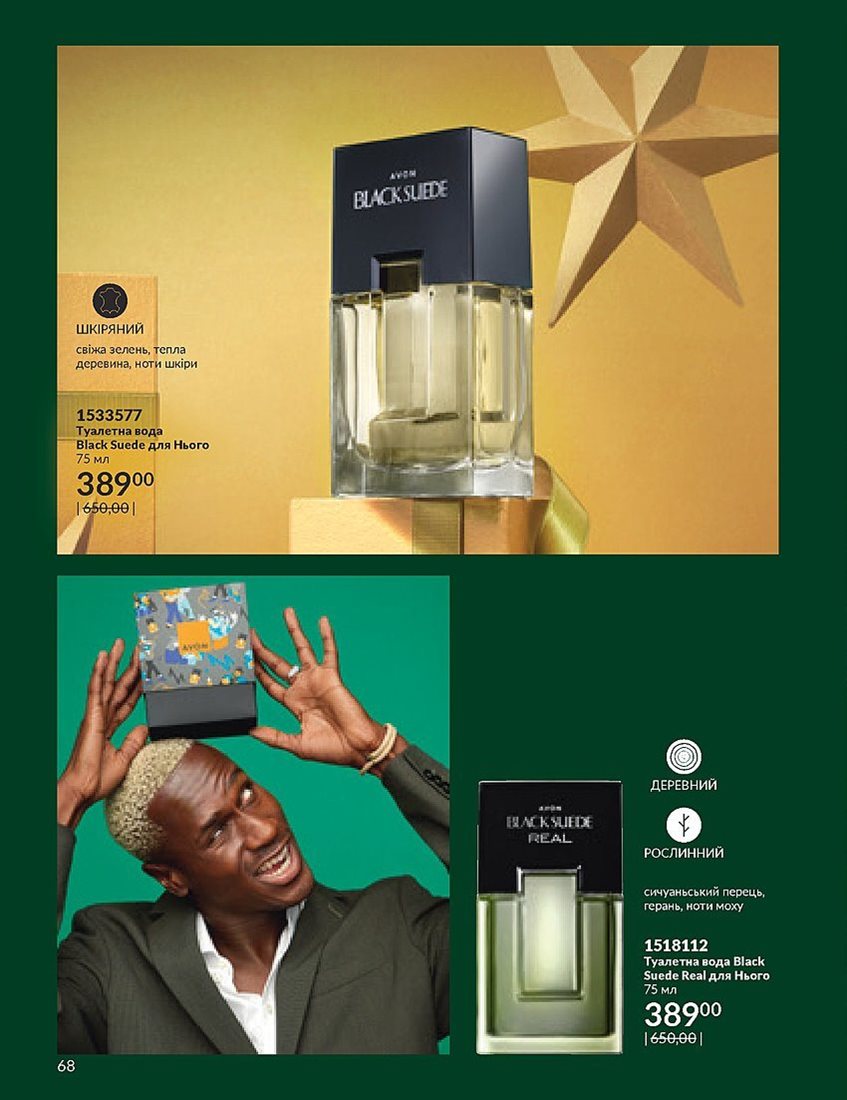 AVON
BLACK SUEDE
ШКІРЯНИЙ
свіжа зелень, тепла
деревина, ноти шкіри
1533577
Туалетна вода
Black Suede для Нього
75 мл
38900
|650,00|
AVON
AVON
BLACK SUEDE
REAL
ДЕРЕВНИЙ
РОСЛИННИЙ
сичуаньський перець,
герань, ноти моху
1518112
Туалетна вода Black
Suede Real для Нього
75 мл
38900
|650,00|
68